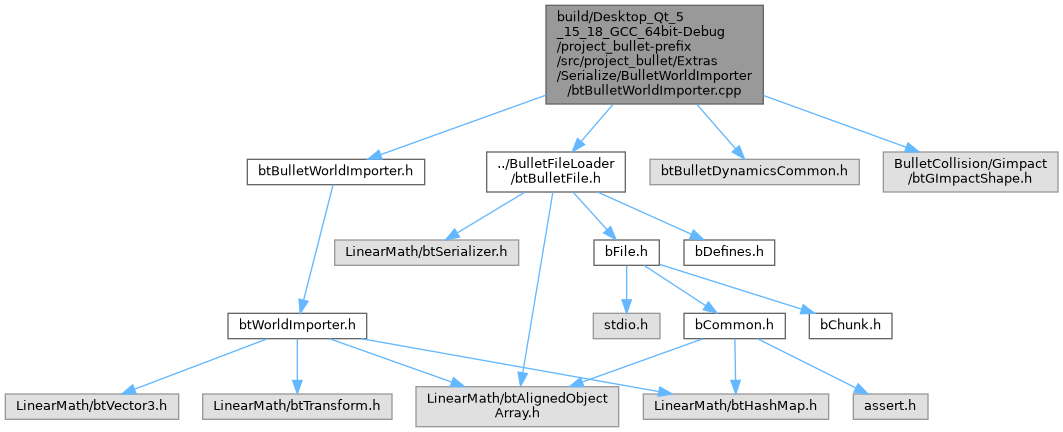 build/Desktop_Qt_5
_15_18_GCC_64bit-Debug
/project_bullet-prefix
/src/project_bullet/Extras
/Serialize/BulletWorldImporter
/btBulletWorldImporter.cpp
btBulletWorldImporter.h
../BulletFileLoader
/btBulletFile.h
btBulletDynamicsCommon.h
BulletCollision/Gimpact
/btGImpactShape.h
LinearMath/btSerializer.h
bFile.h
bDefines.h
btWorldImporter.h
stdio.h
bCommon.h
bChunk.h
LinearMath/btVector3.h
LinearMath/btTransform.h
LinearMath/btAlignedObject
Array.h
LinearMath/btHashMap.h
assert.h